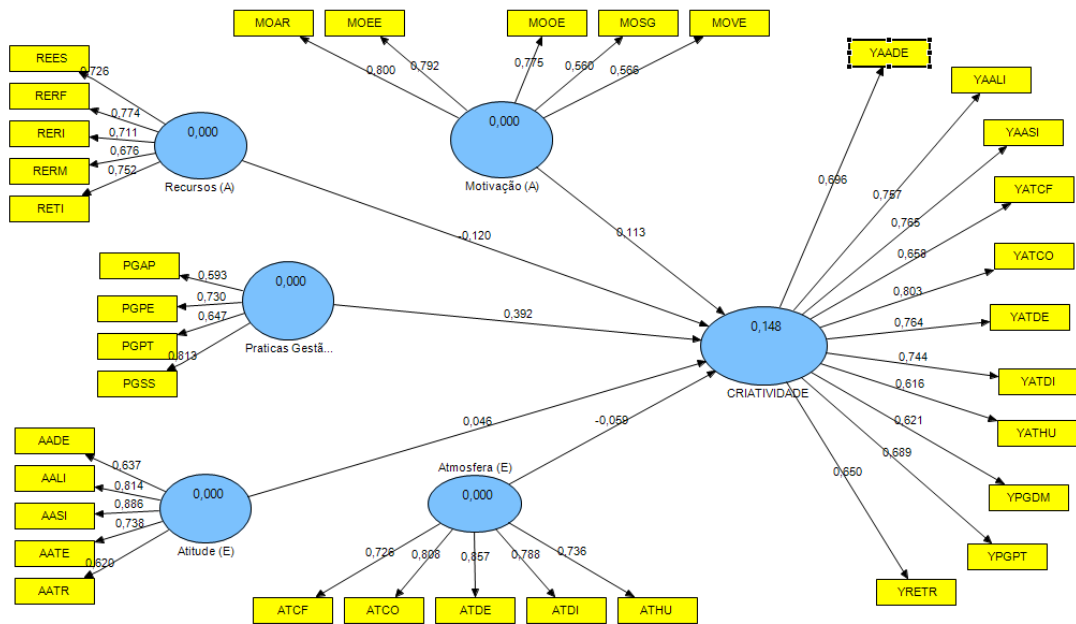 MOAR
MOEE
MOOE
MOSG
MOVE
0,800
0,792
0,775
0,560
0,566
0,000
Motivação (A)
REES
RERF
RERI
RERM
RETI
0,726
0,774
0,711
0,676
0,752
0,000
Recursos (A)
-0,120
0,113
PGAP
PGPE
PGPT
PGSS
0,593
0,730
0,647
0,813
0,000
Praticas Gestã...
0,392
AADE
AALI
AASI
AATE
AATR
0,637
0,814
0,886
0,738
0,620
0,000
Atitude (E)
0,046
Atmosfera (E)
0,000
-0,059
0,726
0,808
0,857
0,788
0,736
ATCF
ATCO
ATDE
ATDI
ATHU
0,148
CRIATIVIDADE
YAADE
YAALI
YAASI
YATCF
YATCO
YATDE
YATDI
YATHU
YPGDM
YPGPT
YRETR
0,696
0,757
0,765
0,658
0,803
0,764
0,744
0,616
0,621
0,689
0,650